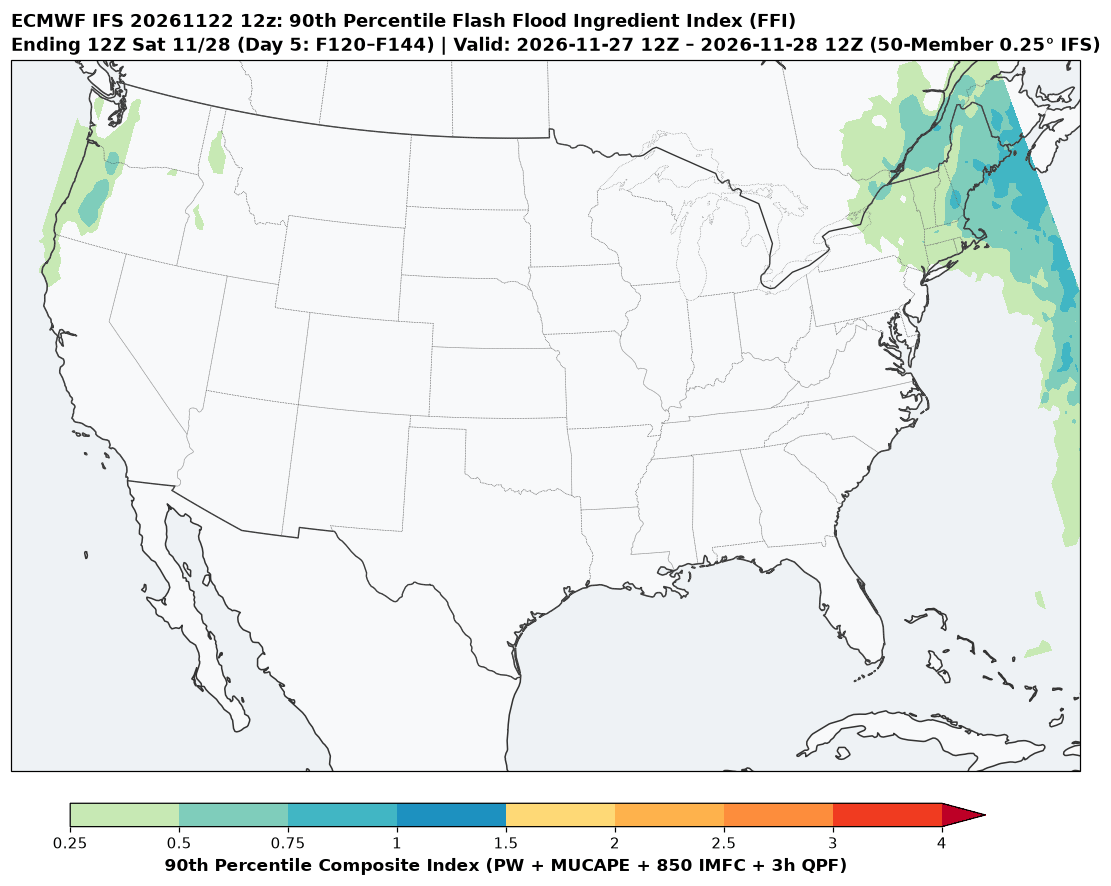 ECMWF IFS 20261122 12z: 90th Percentile Flash Flood Ingredient Index (FFI)
Ending 12Z Sat 11/28 (Day 5: F120–F144) | Valid: 2026-11-27 12Z – 2026-11-28 12Z (50-Member 0.25° IFS)
0.25 0.5 0.75 1 1.5 2 2.5 3 4
90th Percentile Composite Index (PW + MUCAPE + 850 IMFC + 3h QPF)